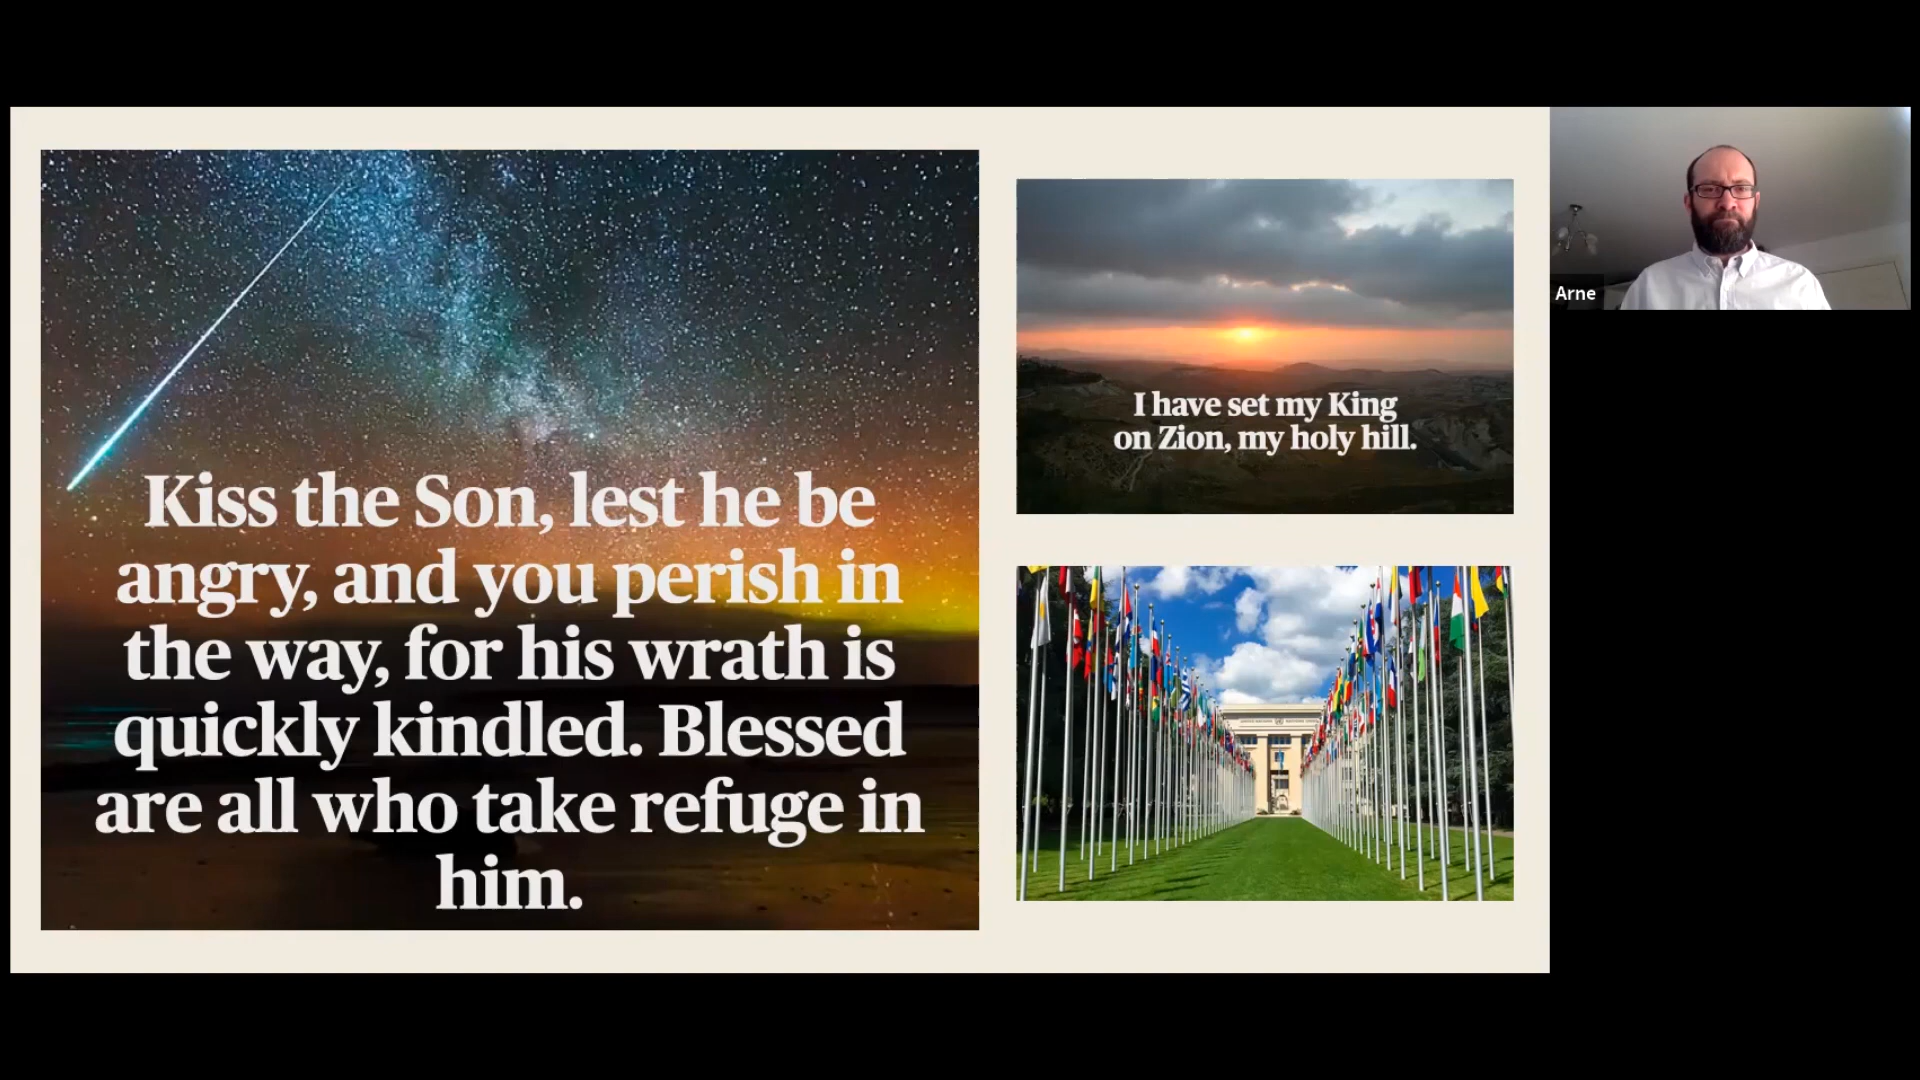 Kiss the Son, lest he be
angry, and you perish in
the way, for his wrath is
quickly kindled. Blessed
are all who take refuge in
him.
I have set my King
on Zion, my holy hill.
Arne